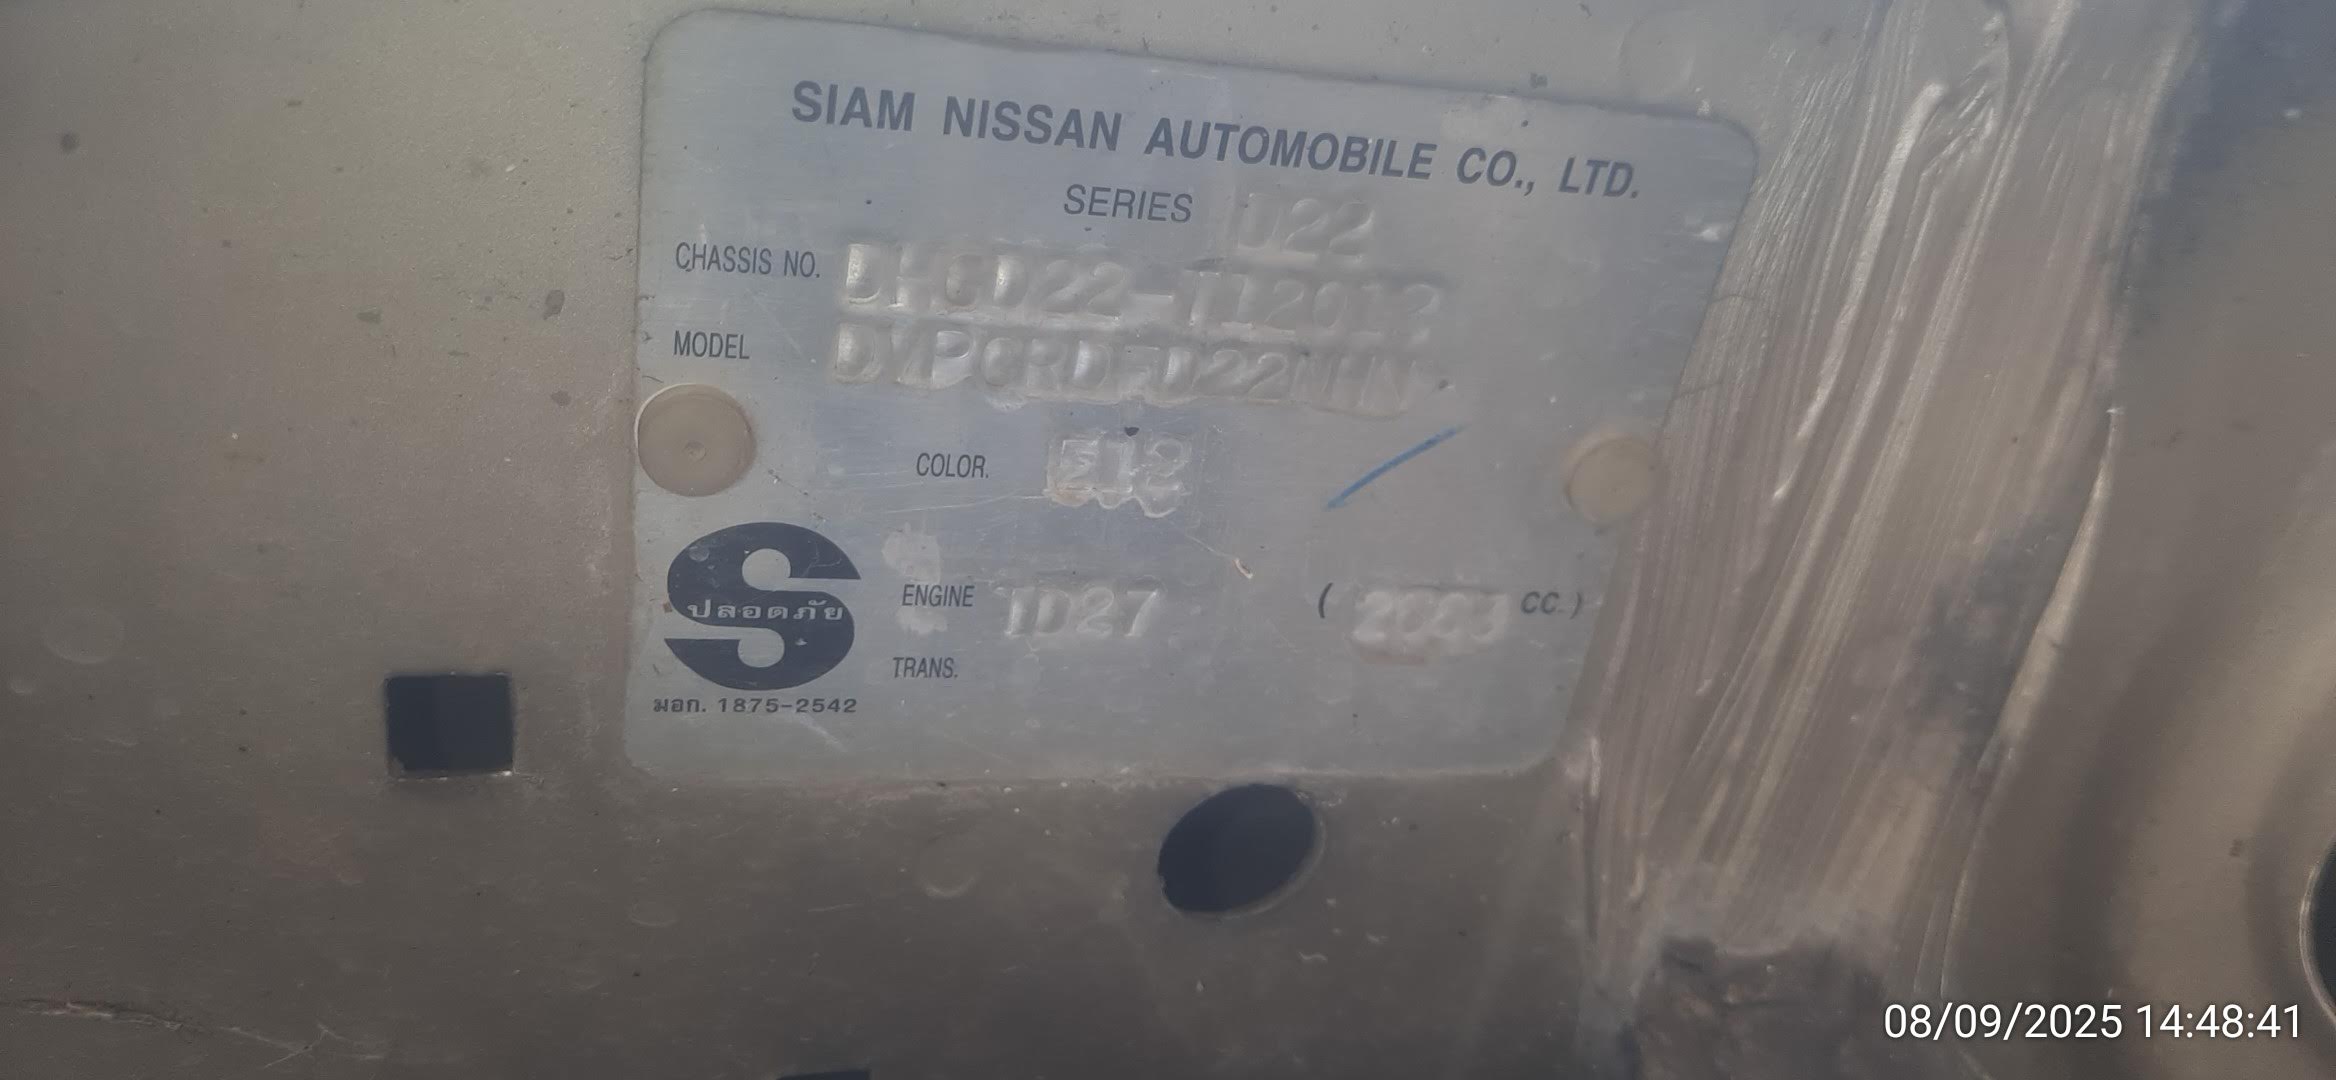 SIAM NISSAN AUTOMOBILE CO., LTD.
SERIES D22
CHASSIS NO.
MODEL
COLOR.
ENGINE TD27 ( CC.)
TRANS.
ปลอดภัย
มอก. 1875-2542
08/09/2025 14:48:41